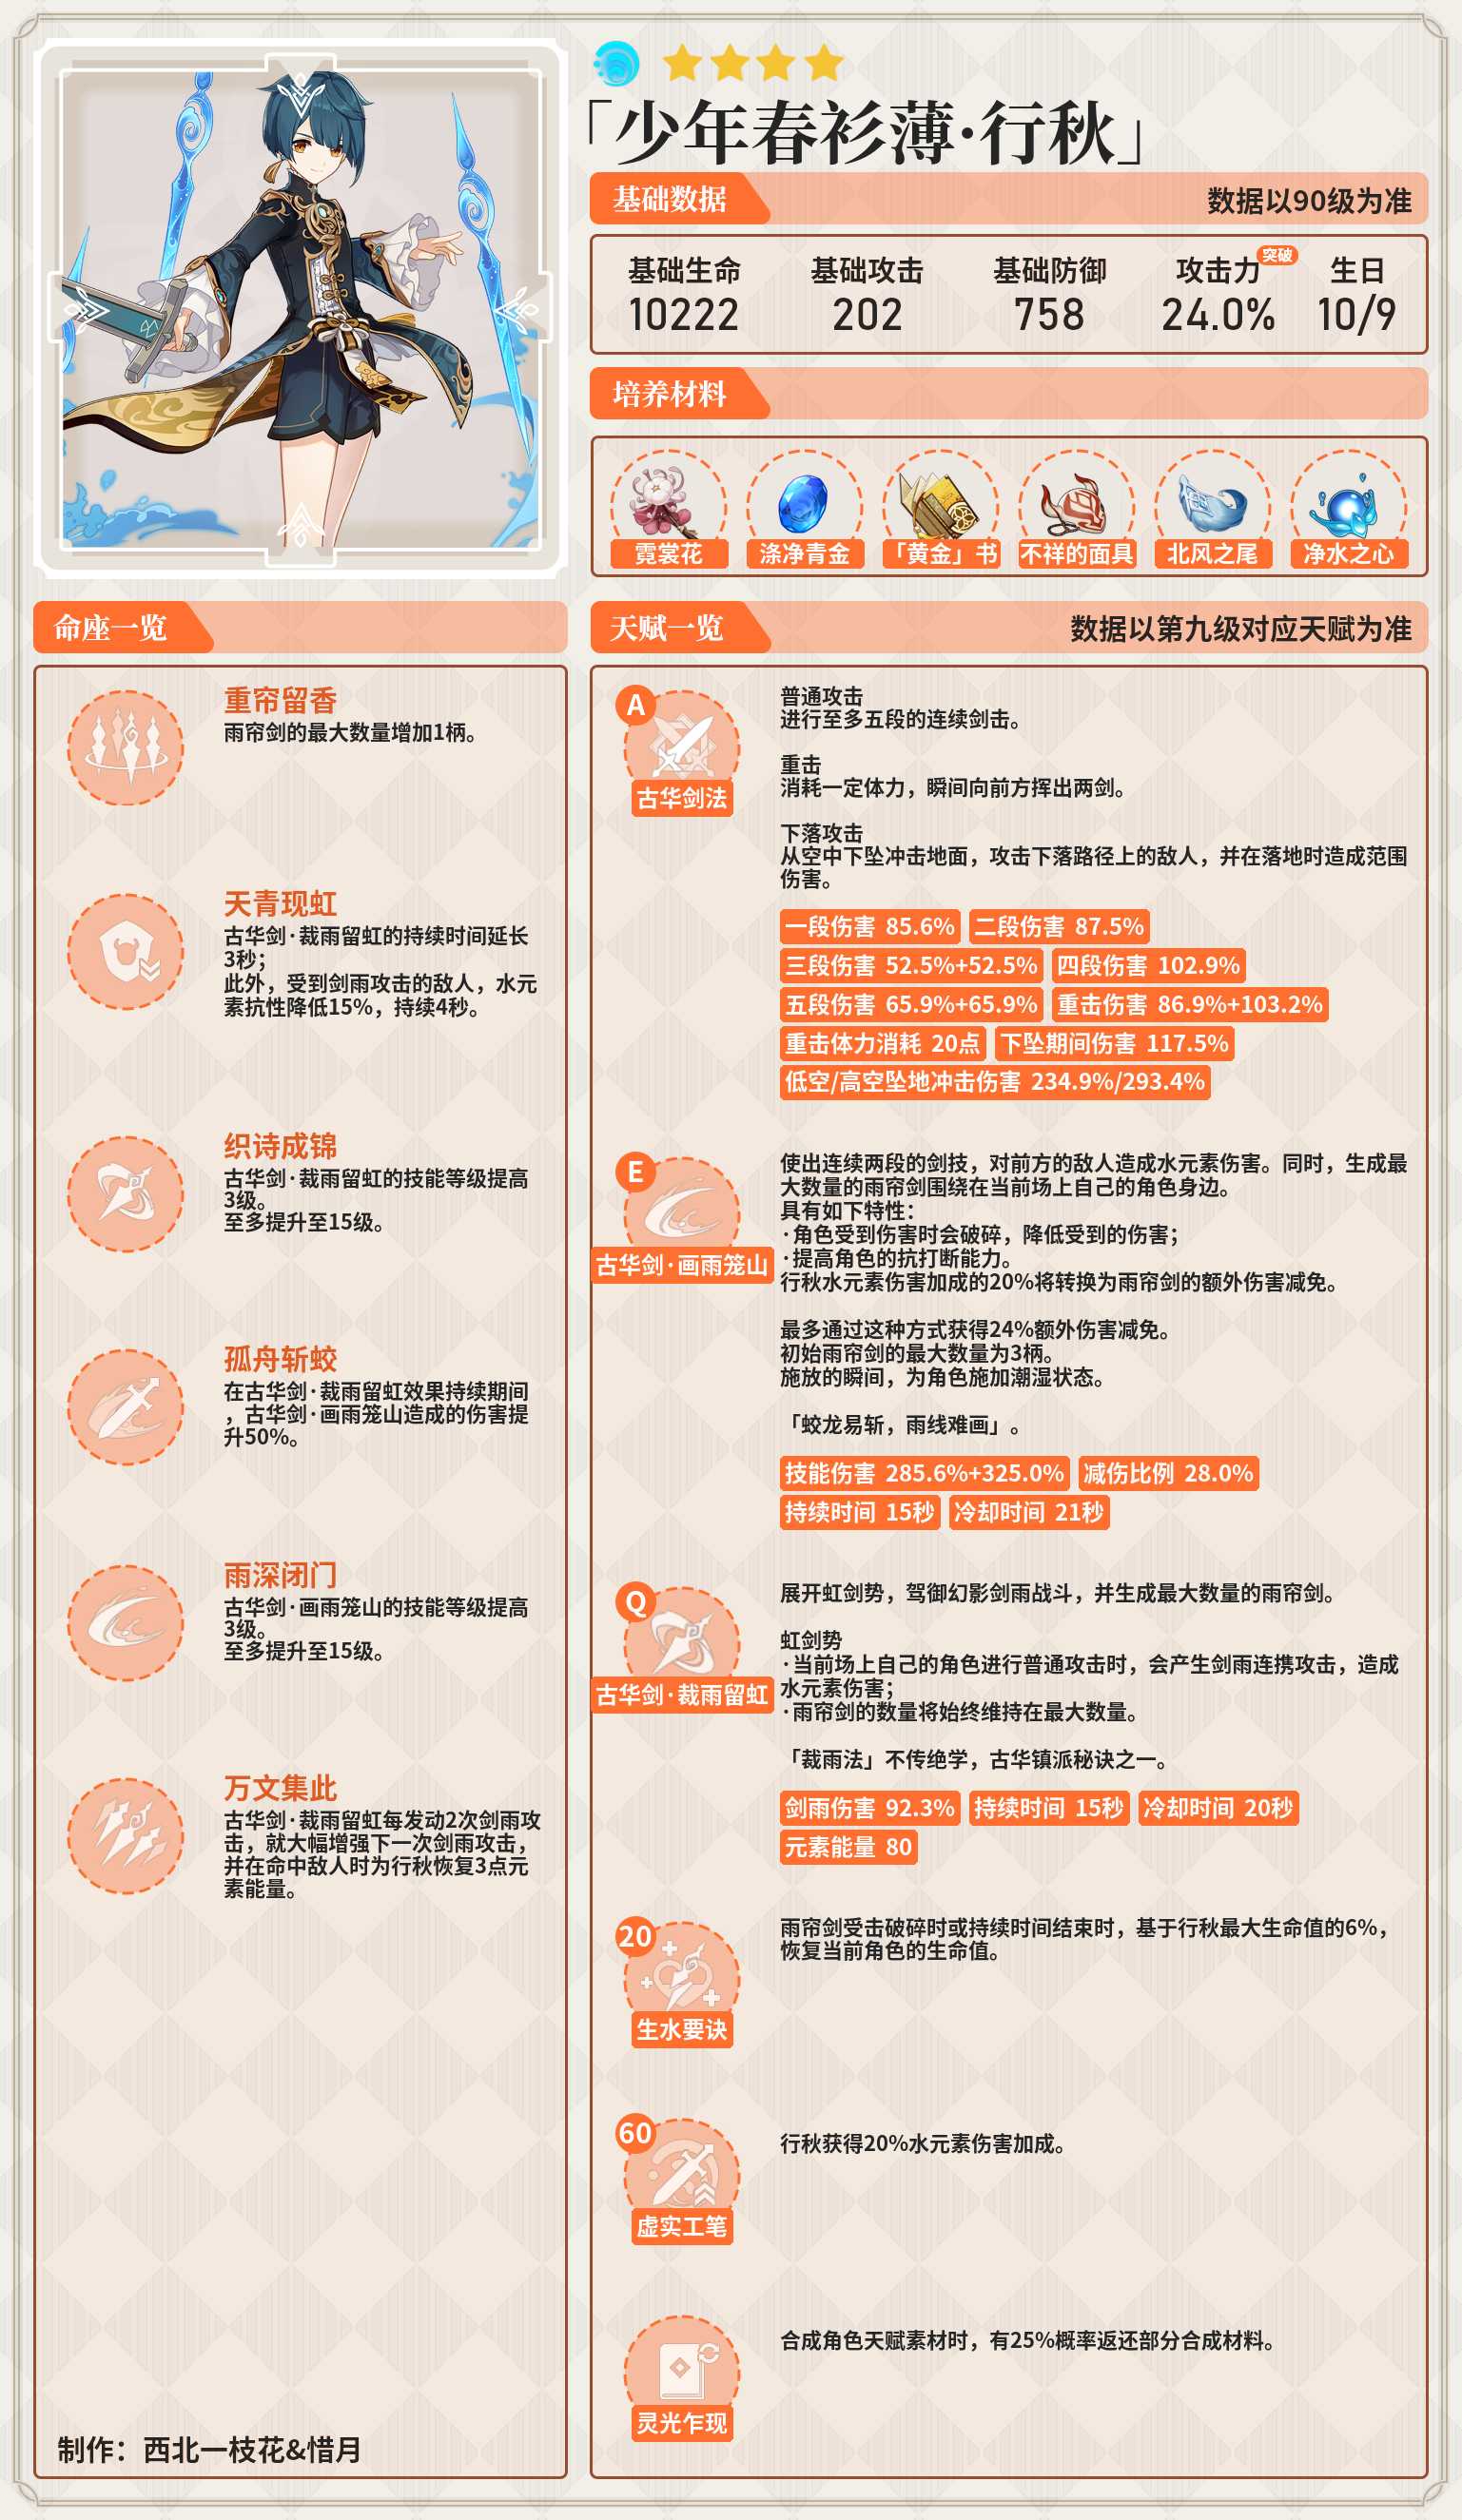 「少年春衫薄·行秋」
基础数据
数据以90级为准
基础生命
10222
基础攻击
202
基础防御
758
攻击力
突破
24.0%
生日
10/9
培养材料
霓裳花
涤净青金
「黄金」书
不祥的面具
北风之尾
净水之心
命座一览
重帘留香
雨帘剑的最大数量增加1柄。
天青现虹
古华剑·裁雨留虹的持续时间延长
3秒；
此外，受到剑雨攻击的敌人，水元
素抗性降低15%，持续4秒。
织诗成锦
古华剑·裁雨留虹的技能等级提高
3级。
至多提升至15级。
孤舟斩蛟
在古华剑·裁雨留虹效果持续期间
，古华剑·画雨笼山造成的伤害提
升50%。
雨深闭门
古华剑·画雨笼山的技能等级提高
3级。
至多提升至15级。
万文集此
古华剑·裁雨留虹每发动2次剑雨攻
击，就大幅增强下一次剑雨攻击，
并在命中敌人时为行秋恢复3点元
素能量。
制作：西北一枝花&惜月
天赋一览
数据以第九级对应天赋为准
A
古华剑法
普通攻击
进行至多五段的连续剑击。
重击
消耗一定体力，瞬间向前方挥出两剑。
下落攻击
从空中下坠冲击地面，攻击下落路径上的敌人，并在落地时造成范围
伤害。
一段伤害 85.6% 二段伤害 87.5%
三段伤害 52.5%+52.5% 四段伤害 102.9%
五段伤害 65.9%+65.9% 重击伤害 86.9%+103.2%
重击体力消耗 20点 下坠期间伤害 117.5%
低空/高空坠地冲击伤害 234.9%/293.4%
E
古华剑·画雨笼山
使出连续两段的剑技，对前方的敌人造成水元素伤害。同时，生成最
大数量的雨帘剑围绕在当前场上自己的角色身边。
具有如下特性：
·角色受到伤害时会破碎，降低受到的伤害；
·提高角色的抗打断能力。
行秋水元素伤害加成的20%将转换为雨帘剑的额外伤害减免。
最多通过这种方式获得24%额外伤害减免。
初始雨帘剑的最大数量为3柄。
施放的瞬间，为角色施加潮湿状态。
「蛟龙易斩，雨线难画」。
技能伤害 285.6%+325.0% 减伤比例 28.0%
持续时间 15秒 冷却时间 21秒
Q
古华剑·裁雨留虹
展开虹剑势，驾御幻影剑雨战斗，并生成最大数量的雨帘剑。
虹剑势
·当前场上自己的角色进行普通攻击时，会产生剑雨连携攻击，造成
水元素伤害；
·雨帘剑的数量将始终维持在最大数量。
「裁雨法」不传绝学，古华镇派秘诀之一。
剑雨伤害 92.3% 持续时间 15秒 冷却时间 20秒
元素能量 80
20
生水要诀
雨帘剑受击破碎时或持续时间结束时，基于行秋最大生命值的6%，
恢复当前角色的生命值。
60
虚实工笔
行秋获得20%水元素伤害加成。
灵光乍现
合成角色天赋素材时，有25%概率返还部分合成材料。